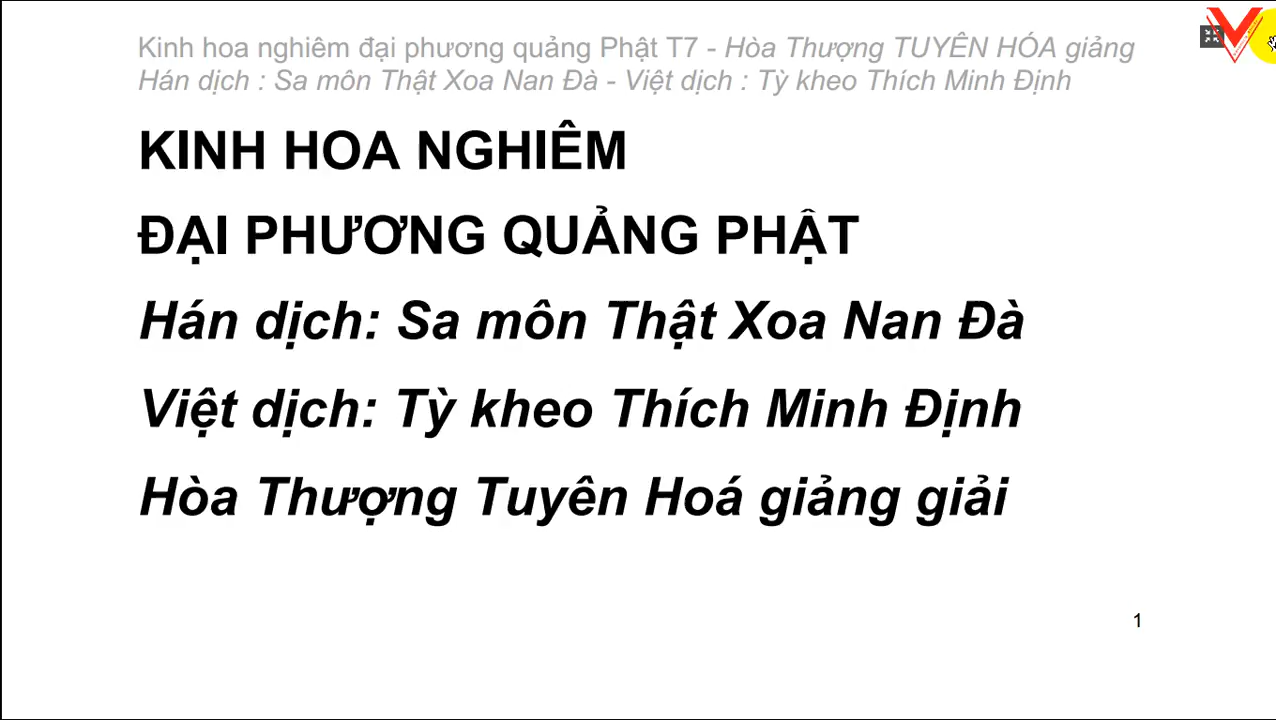 Kinh hoa nghiêm đại phương quảng Phật T7 - Hòa Thượng TUYÊN HÓA giảng
Hán dịch : Sa môn Thật Xoa Nan Đà - Việt dịch : Tỳ kheo Thích Minh Định
KINH HOA NGHIÊM
ĐẠI PHƯƠNG QUẢNG PHẬT
Hán dịch: Sa môn Thật Xoa Nan Đà
Việt dịch: Tỳ kheo Thích Minh Định
Hòa Thượng Tuyên Hoá giảng giải
1